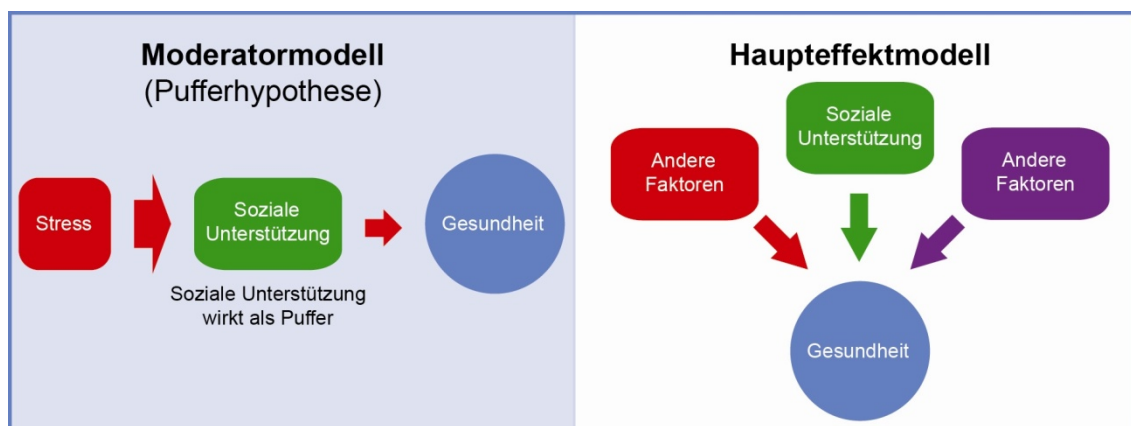 Moderatormodell
(Pufferhypothese)
Stress
Soziale
Unterstützung
Gesundheit
Soziale Unterstützung
wirkt als Puffer
Haupteffektmodell
Andere
Faktoren
Soziale
Unterstützung
Andere
Faktoren
Gesundheit